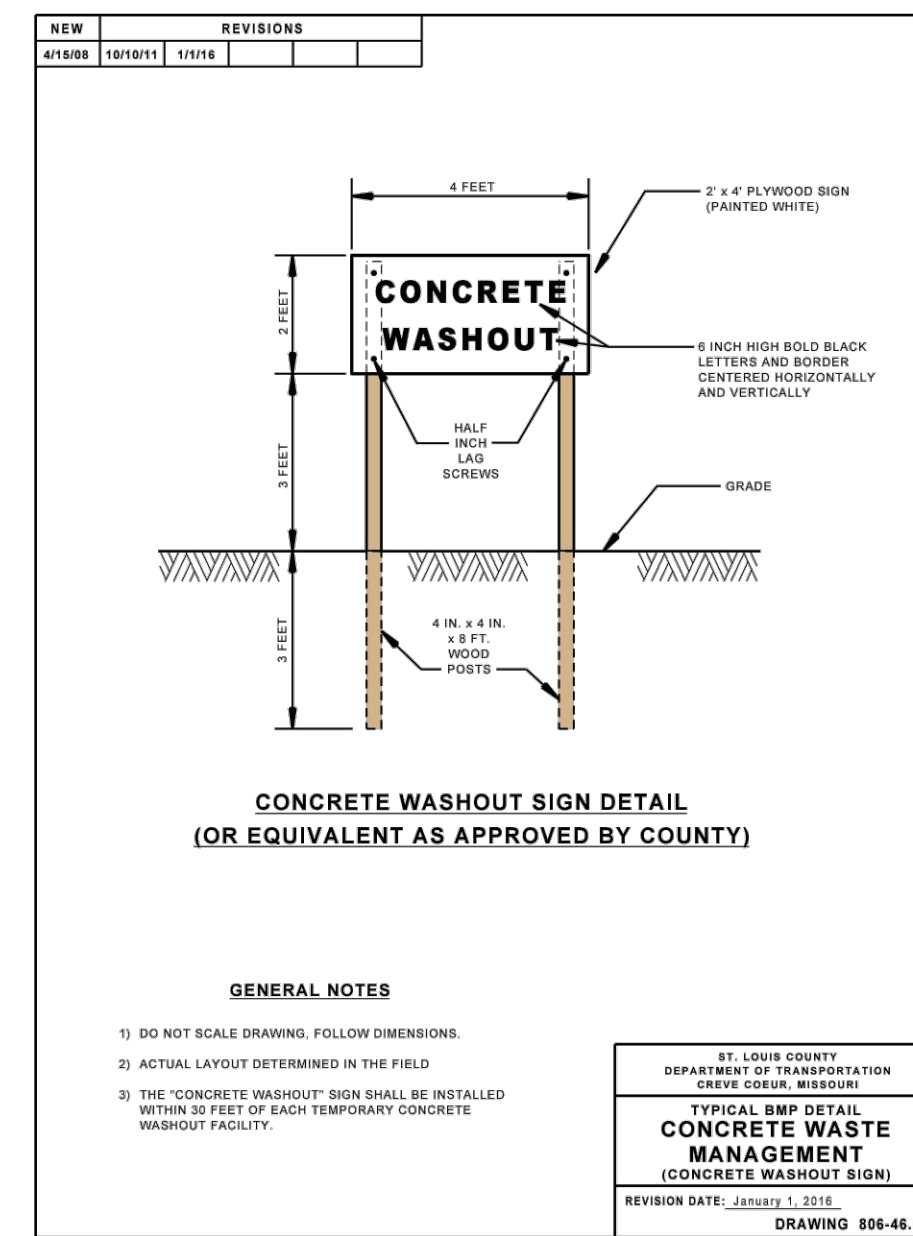 NEW REVISIONS
4/15/08 10/10/11 1/1/16
4 FEET
2' x 4' PLYWOOD SIGN
(PAINTED WHITE)
2 FEET
CONCRETE
WASHOUT
6 INCH HIGH BOLD BLACK
LETTERS AND BORDER
CENTERED HORIZONTALLY
AND VERTICALLY
3 FEET
HALF
INCH
LAG
SCREWS
GRADE
3 FEET
4 IN. x 4 IN.
x 8 FT.
WOOD
POSTS
CONCRETE WASHOUT SIGN DETAIL
(OR EQUIVALENT AS APPROVED BY COUNTY)
GENERAL NOTES
1) DO NOT SCALE DRAWING, FOLLOW DIMENSIONS.
2) ACTUAL LAYOUT DETERMINED IN THE FIELD
3) THE "CONCRETE WASHOUT" SIGN SHALL BE INSTALLED
WITHIN 30 FEET OF EACH TEMPORARY CONCRETE
WASHOUT FACILITY.
ST. LOUIS COUNTY
DEPARTMENT OF TRANSPORTATION
CREVE COEUR, MISSOURI
TYPICAL BMP DETAIL
CONCRETE WASTE
MANAGEMENT
(CONCRETE WASHOUT SIGN)
REVISION DATE: January 1, 2016
DRAWING 806-46.